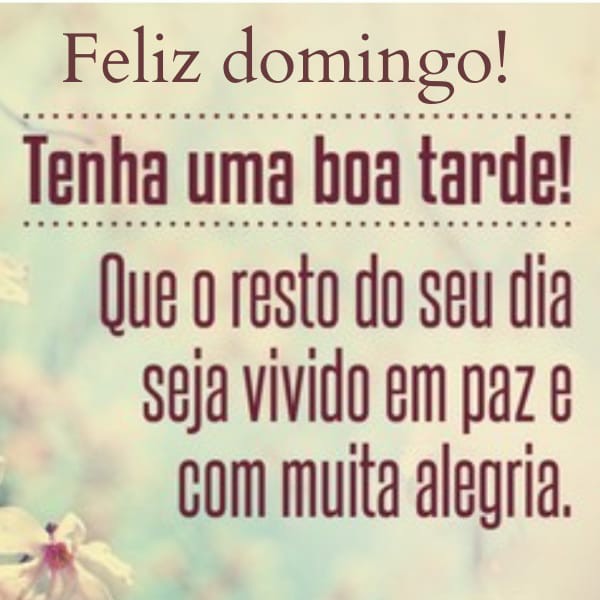 Feliz domingo!
Tenha uma boa tarde!
Que o resto do seu dia
seja vivido em paz e
com muita alegria.